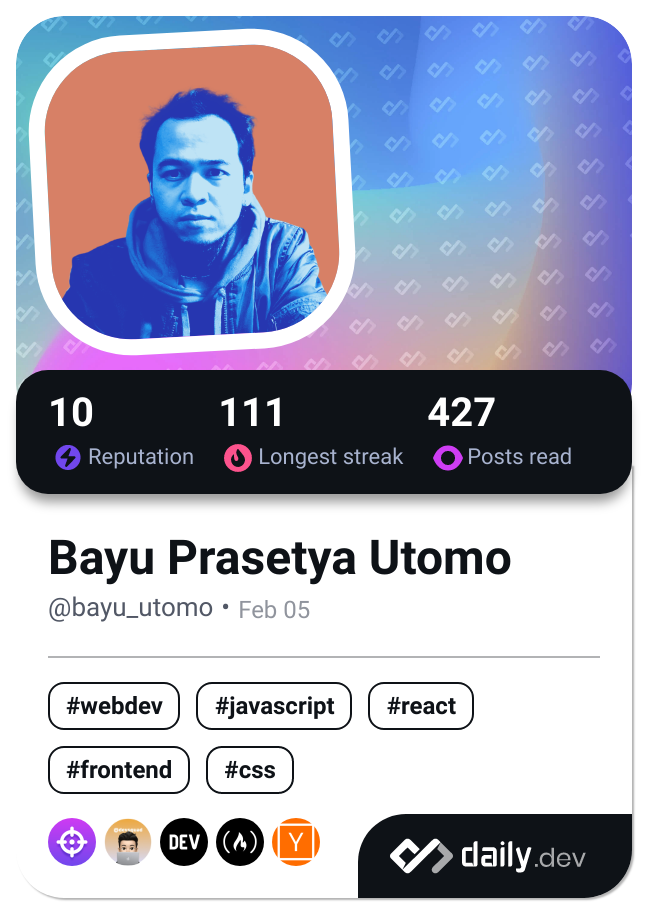 10
111
427
Reputation
Longest streak
Posts read
Bayu Prasetya Utomo
@bayu_utomo • Feb 05
#webdev
#javascript
#react
#frontend
#css
DEV
Y
daily.dev